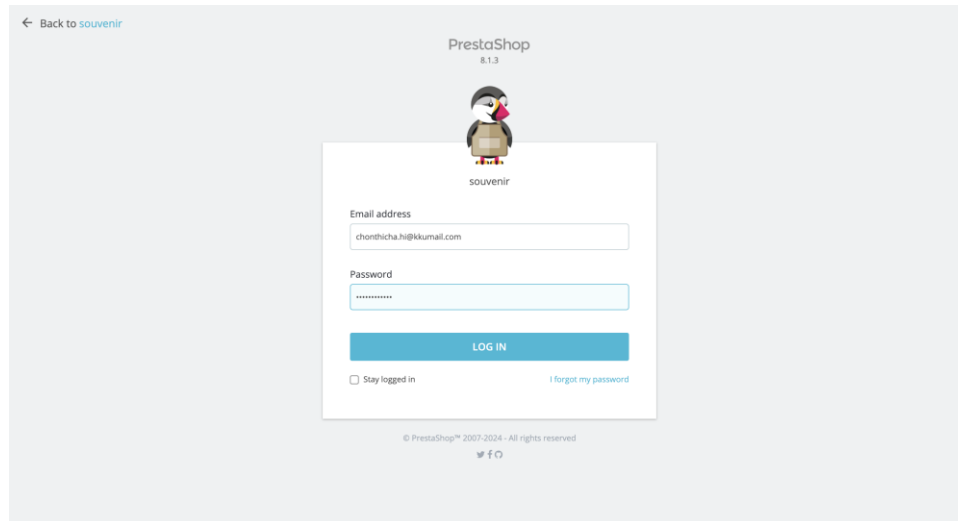 ← Back to souvenir
PrestaShop
8.1.3
souvenir
Email address
chonthicha.hi@kkumail.com
Password
••••••••••••
LOG IN
Stay logged in
I forgot my password
© PrestaShop™ 2007-2024 - All rights reserved